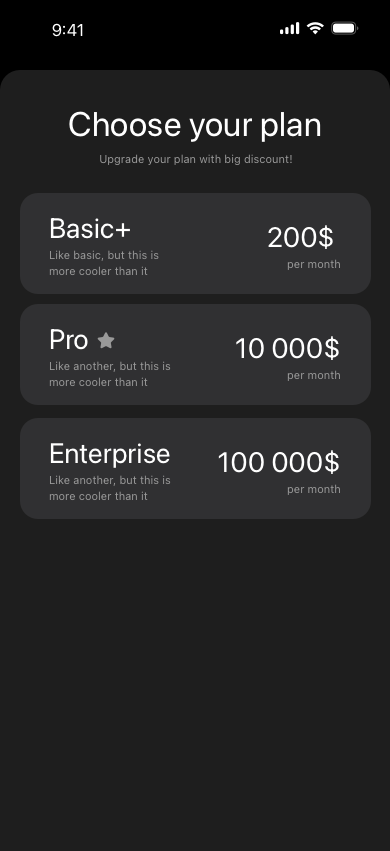 9:41
Choose your plan
Upgrade your plan with big discount!
Basic+
Like basic, but this is
more cooler than it
200$
per month
Pro
Like another, but this is
more cooler than it
10 000$
per month
Enterprise
Like another, but this is
more cooler than it
100 000$
per month